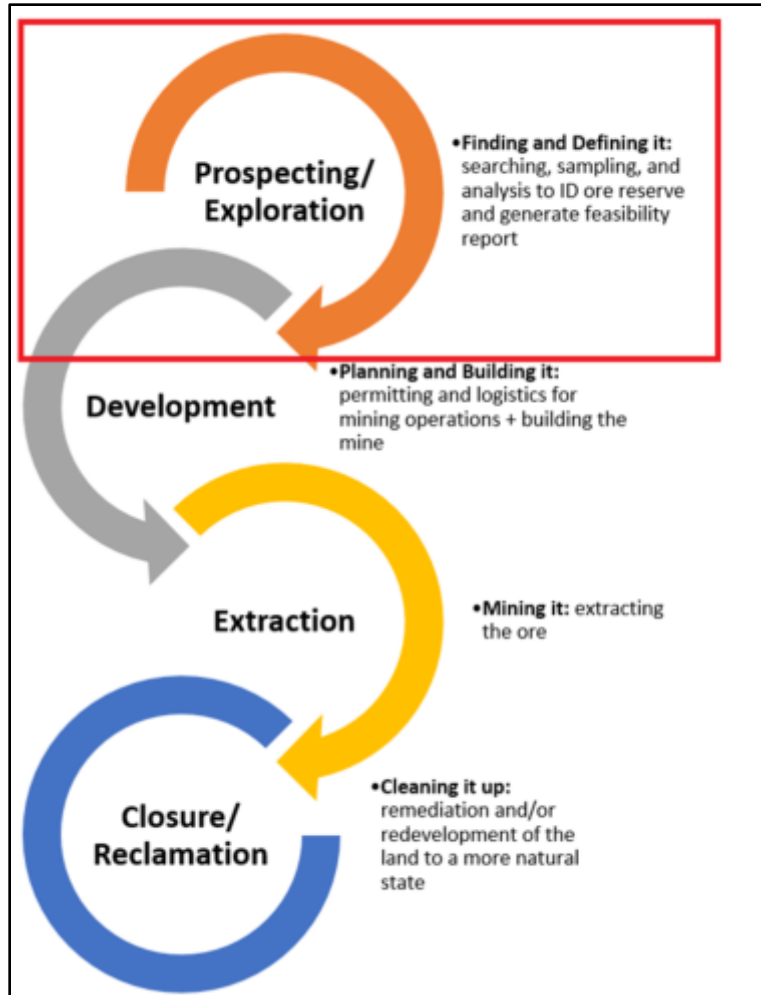 Prospecting/
Exploration
•Finding and Defining it:
searching, sampling, and
analysis to ID ore reserve
and generate feasibility
report
Development
•Planning and Building it:
permitting and logistics for
mining operations + building the
mine
Extraction
•Mining it: extracting
the ore
Closure/
Reclamation
•Cleaning it up:
remediation and/or
redevelopment of the
land to a more natural
state